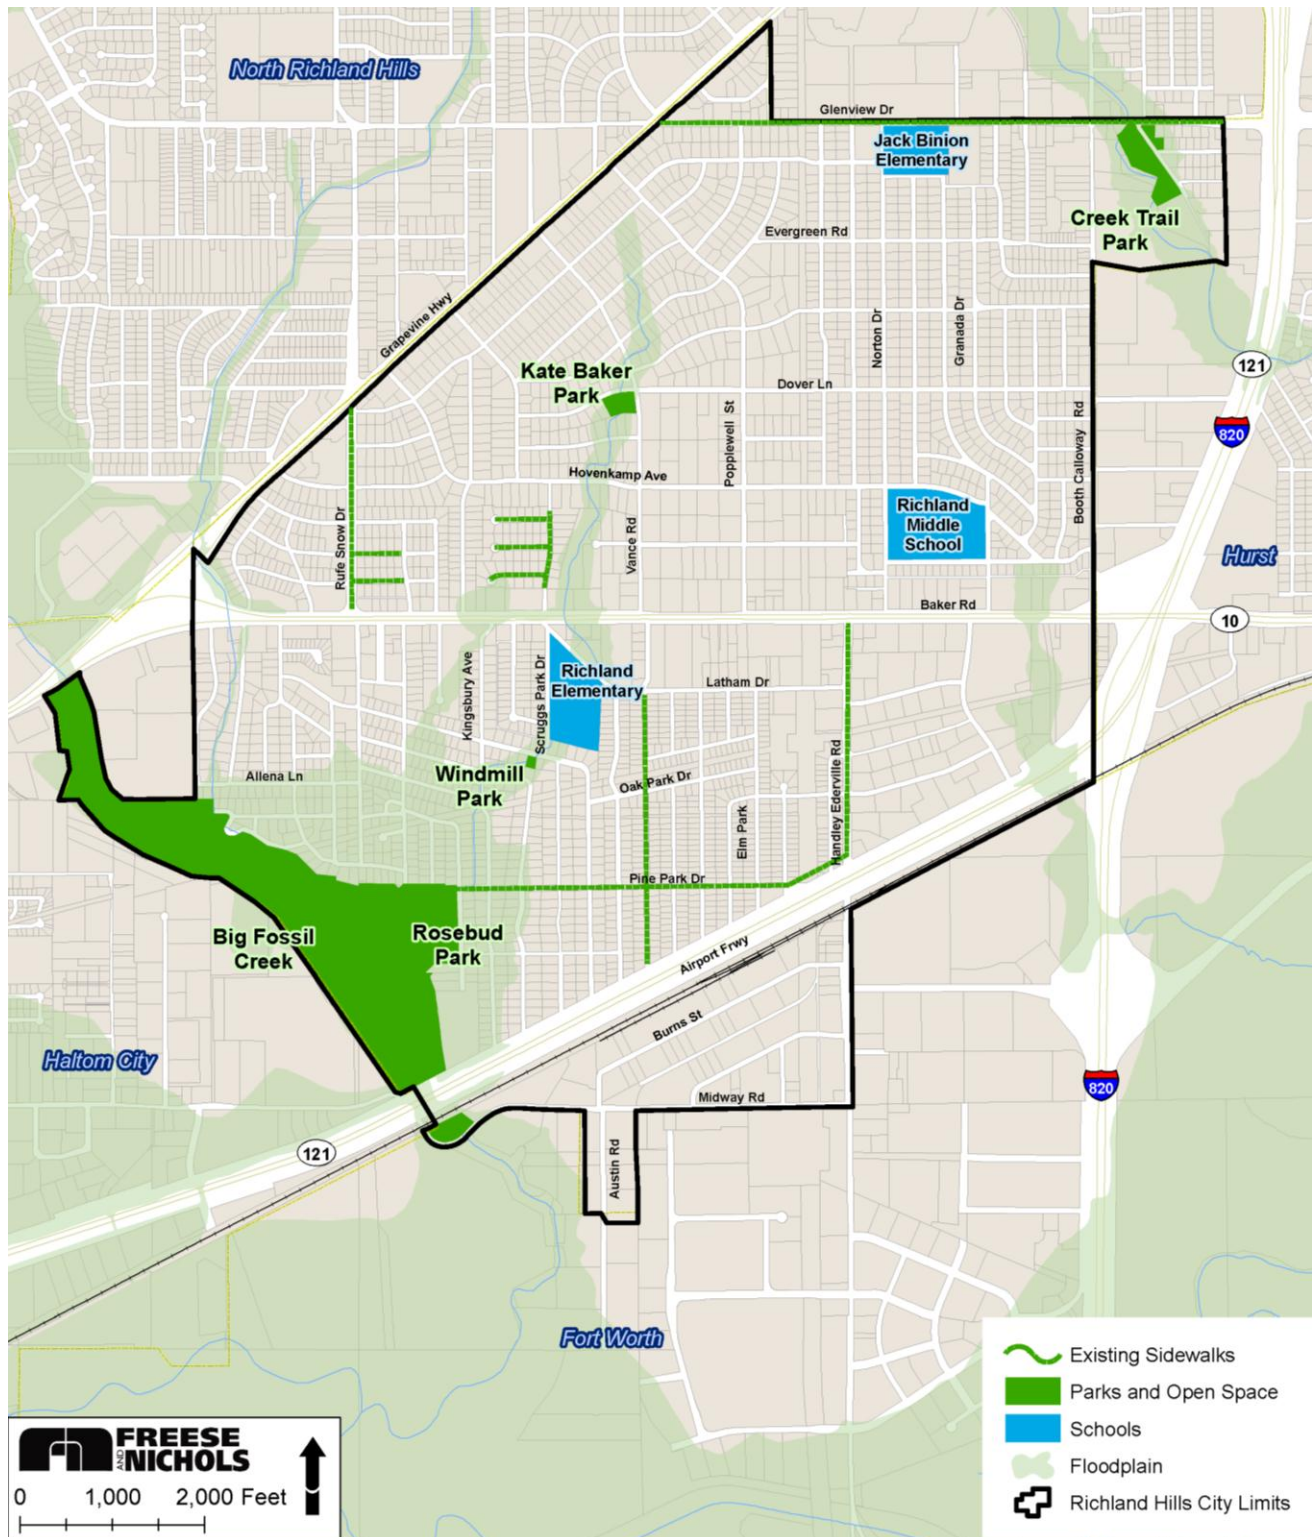 North Richland Hills
Glenview Dr
Jack Binion
Elementary
Creek Trail
Park
Evergreen Rd
Grapevine Hwy
Norton Dr
Granada Dr
Kate Baker
Park
Dover Ln
121
820
Popplewell St
Booth Calloway Rd
Hovenkamp Ave
Richland
Middle
School
Rufe Snow Dr
Vance Rd
Hurst
Baker Rd
10
Kingsbury Ave
Scruggs Park Dr
Richland
Elementary
Latham Dr
Handley Ederville Rd
Windmill
Park
Allena Ln
Oak Park Dr
Elm Park
Pine Park Dr
Big Fossil
Creek
Rosebud
Park
Airport Frwy
Burns St
Haltom City
820
Midway Rd
121
Austin Rd
Fort Worth
Existing Sidewalks
Parks and Open Space
Schools
Floodplain
Richland Hills City Limits
FREESE
AND
NICHOLS
0 1,000 2,000 Feet